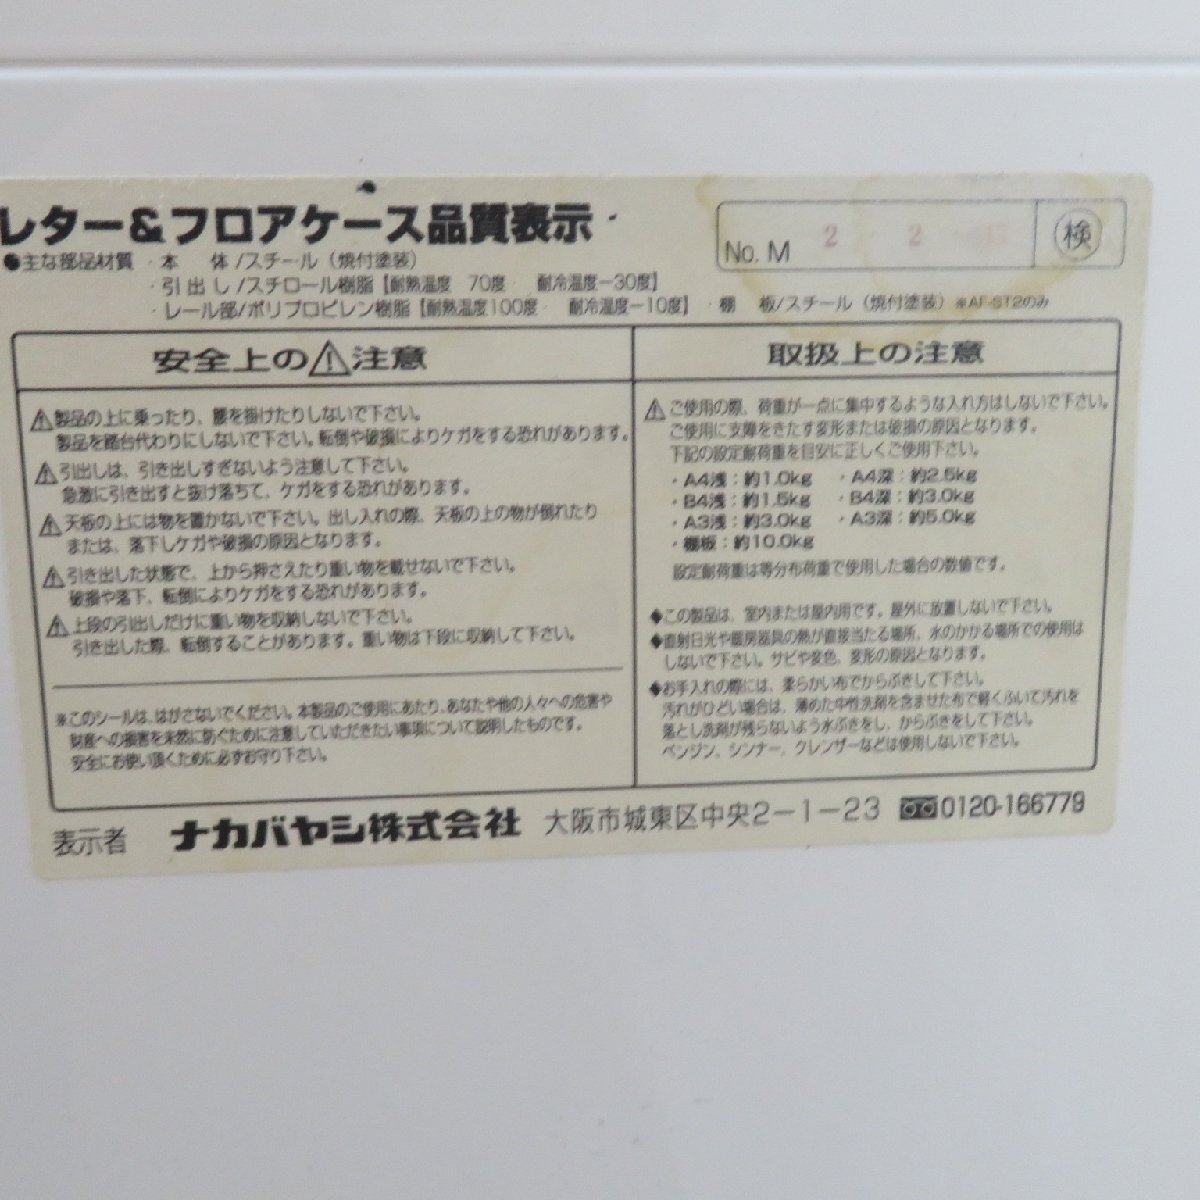 レター&フロアケース品質表示
No. M 2 2
検
●主な部品材質 ・本 体/スチール(焼付塗装)
・引出し/スチロール樹脂【耐熱温度 70度 耐冷温度-30度】
・レール部/ポリプロピレン樹脂【耐熱温度100度 耐冷温度-10度】 ・棚 板/スチール(焼付塗装)※AF-ST2のみ
安全上の⚠注意
⚠製品の上に乗ったり、腰を掛けたりしないで下さい。
製品を踏台代わりにしないで下さい。転倒や破損によりケガをする恐れがあります。
⚠引出しは、引き出しすぎないよう注意して下さい。
急激に引き出すと抜け落ちて、ケガをする恐れがあります。
⚠天板の上には物を置かないで下さい。出し入れの際、天板の上の物が倒れたり
または、落下しケガや破損の原因となります。
⚠引き出した状態で、上から押さえたり重い物を載せないで下さい。
破損や落下、転倒によりケガをする恐れがあります。
⚠上段の引出しだけに重い物を収納しないで下さい。
引き出した際、転倒することがあります。重い物は下段に収納して下さい。
※このシールは、はがさないでください。本製品のご使用にあたり、あなたや他の人々への危害や
財産への損害を未然に防ぐために注意していただきたい事項について説明したものです。
安全にお使い頂くために必ずお守り下さい。
取扱上の注意
⚠ご使用の際、荷重が一点に集中するような入れ方はしないで下さい。
ご使用に支障をきたす変形または破損の原因となります。
下記の設定耐荷重を目安に正しくご使用下さい。
・A4浅:約1.0kg ・A4深:約2.5kg
・B4浅:約1.5kg ・B4深:約3.0kg
・A3浅:約3.0kg ・A3深:約5.0kg
・棚板:約10.0kg
設定耐荷重は等分布荷重で使用した場合の数値です。
◆この製品は、室内または屋内用です。屋外に放置しないで下さい。
◆直射日光や暖房器具の熱が直接当たる場所、水のかかる場所での使用は
しないで下さい。サビや変色、変形の原因となります。
◆お手入れの際には、柔らかい布でからぶきして下さい。
汚れがひどい場合は、薄めた中性洗剤を含ませた布で軽くふいて汚れを
落とし洗剤が残らないよう水ぶきをし、からぶきをして下さい。
ベンジン、シンナー、クレンザーなどは使用しないで下さい。
表示者 ナカバヤシ株式会社 大阪市城東区中央2-1-23 0120-166779